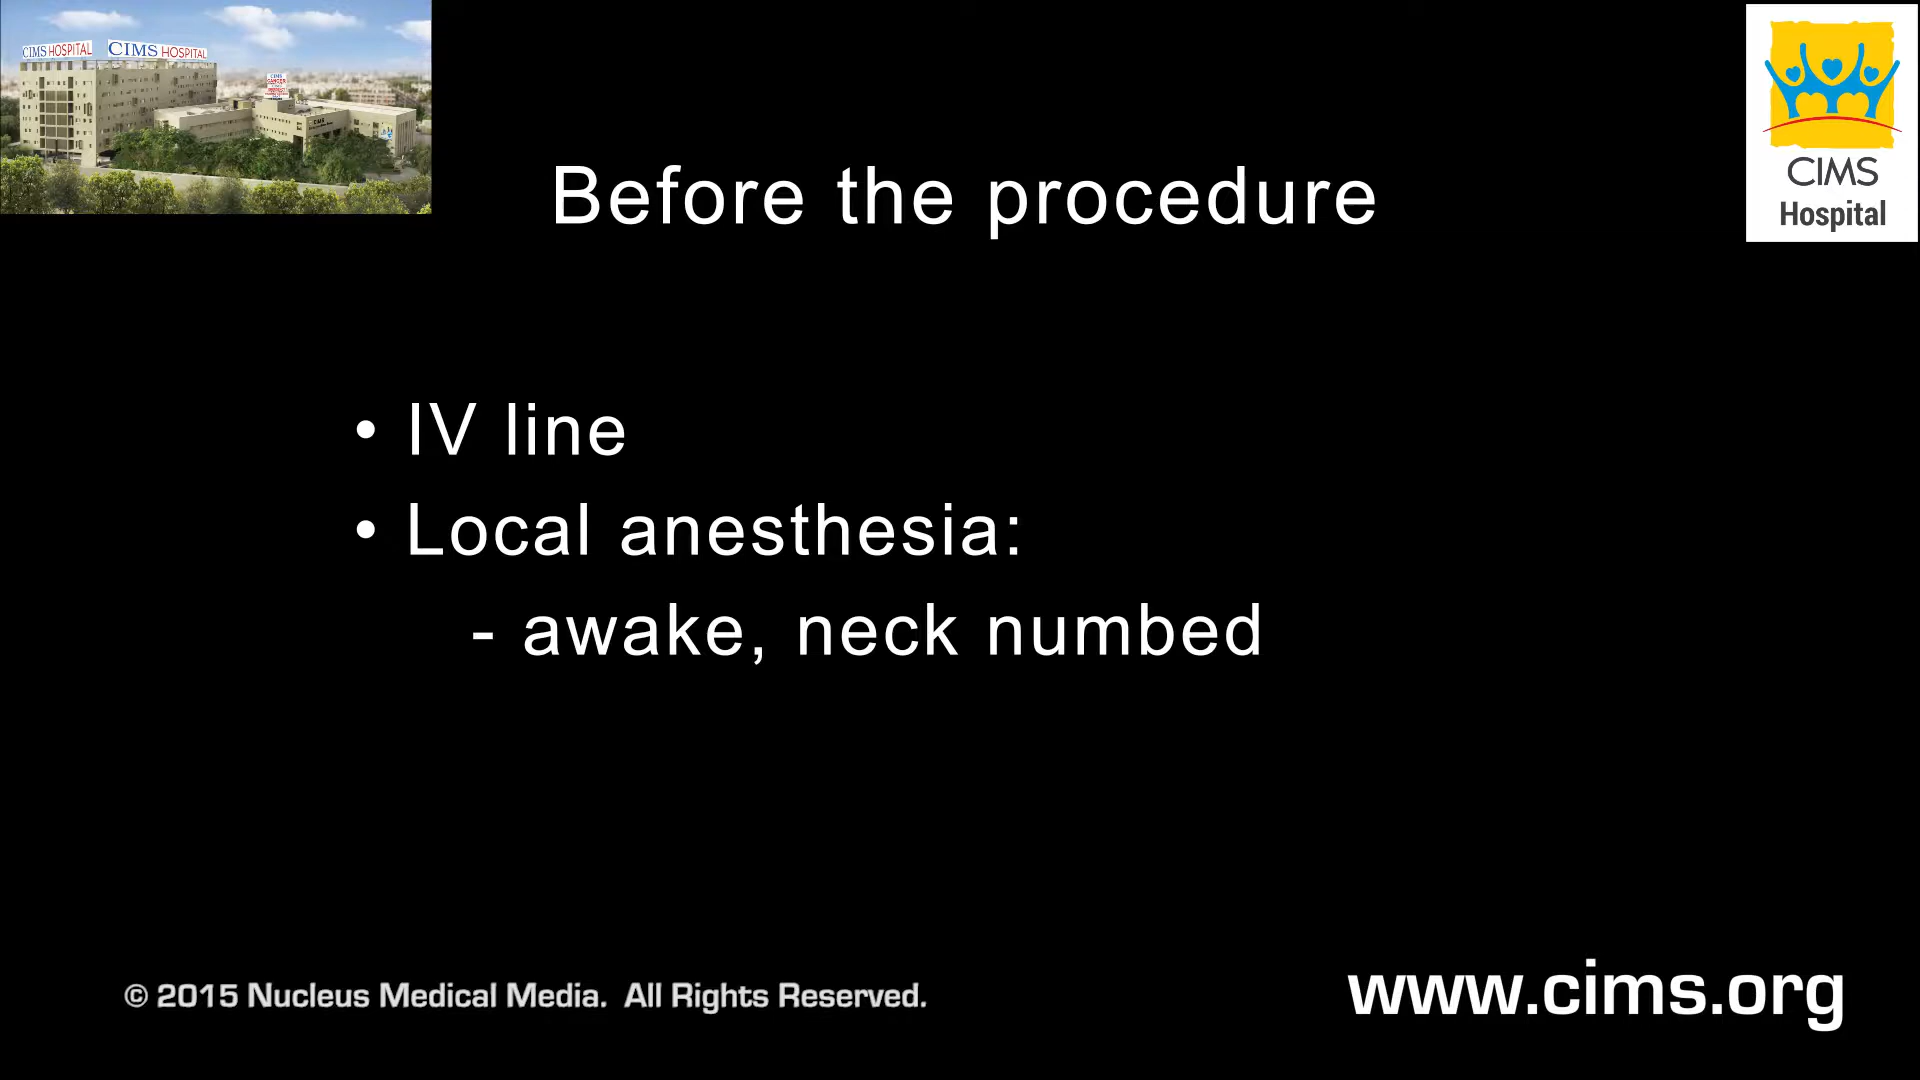 CIMS HOSPITAL CIMS HOSPITAL
CIMS
Hospital
Before the procedure
• IV line
• Local anesthesia:
- awake, neck numbed
© 2015 Nucleus Medical Media. All Rights Reserved.
www.cims.org